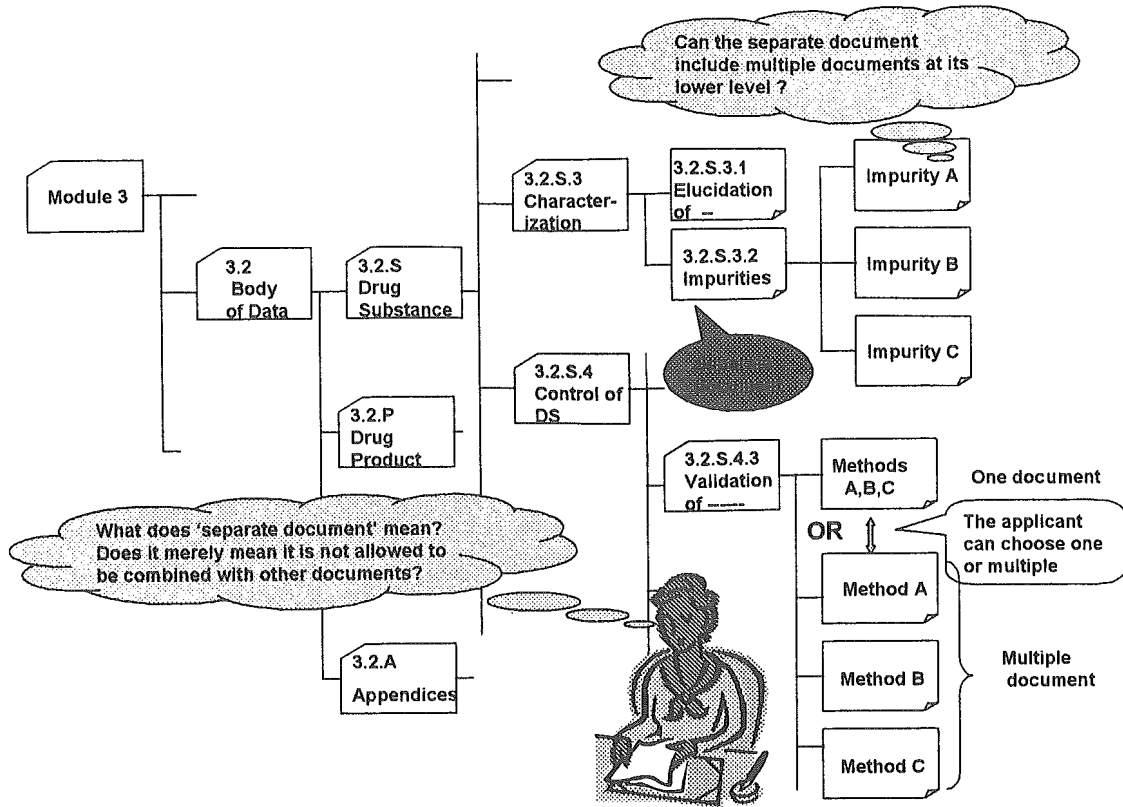 Can the separate document
include multiple documents at its
lower level ?
Module 3
3.2
Body
of Data
3.2.S
Drug
Substance
3.2.P
Drug
Product
3.2.A
Appendices
3.2.S.3
Character-
ization
3.2.S.3.1
Elucidation
of --
3.2.S.3.2
Impurities
Impurity A
Impurity B
Impurity C
3.2.S.4
Control of
DS
3.2.S.4.3
Validation
of ----
Methods
A,B,C
One document
OR
The applicant
can choose one
or multiple
Method A
Method B
Method C
Multiple
document
What does 'separate document' mean?
Does it merely mean it is not allowed to
be combined with other documents?